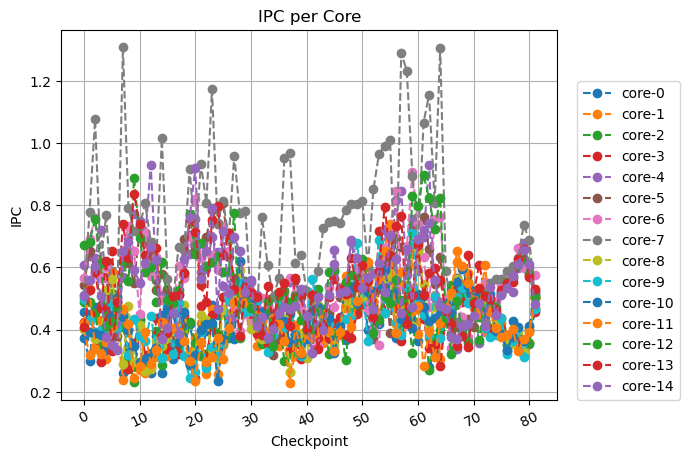 IPC per Core
IPC
1.2
1.0
0.8
0.6
0.4
0.2
0
10
20
30
40
50
60
70
80
Checkpoint
core-0
core-1
core-2
core-3
core-4
core-5
core-6
core-7
core-8
core-9
core-10
core-11
core-12
core-13
core-14